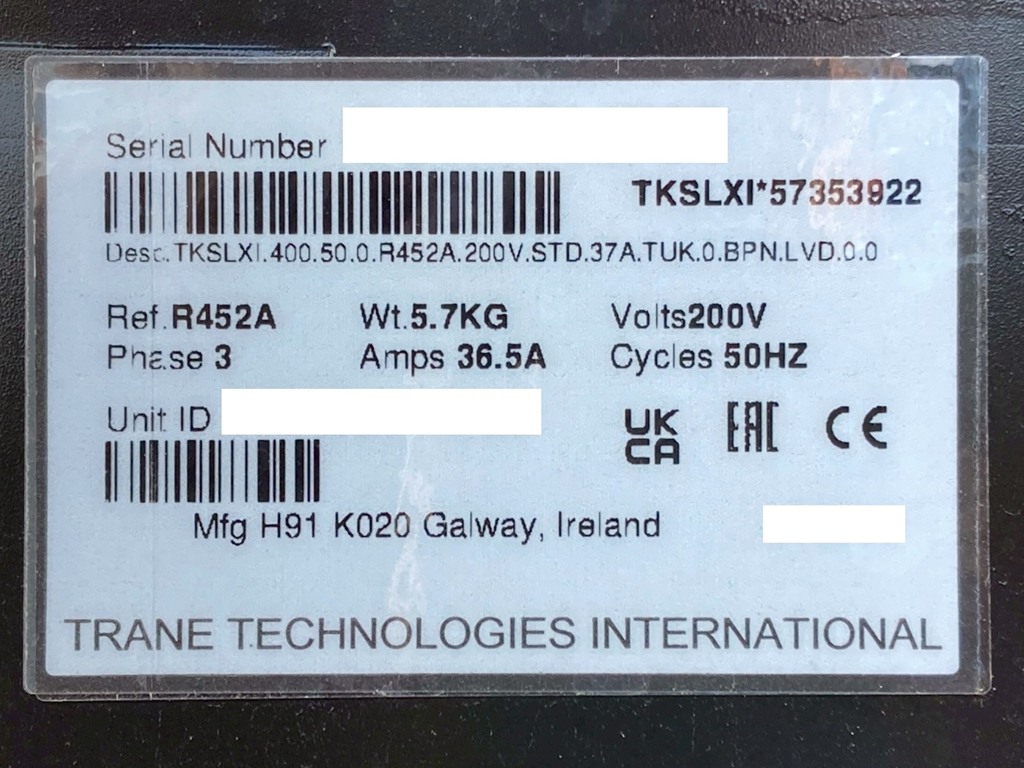 Serial Number
TKSLXI*57353922
Desc.TKSLXI.400.50.0.R452A.200V.STD.37A.TUK.0.BPN.LVD.0.0
Ref.R452A Wt.5.7KG Volts200V
Phase 3 Amps 36.5A Cycles 50HZ
Unit ID
UK CA EAC CE
Mfg H91 K020 Galway, Ireland
TRANE TECHNOLOGIES INTERNATIONAL